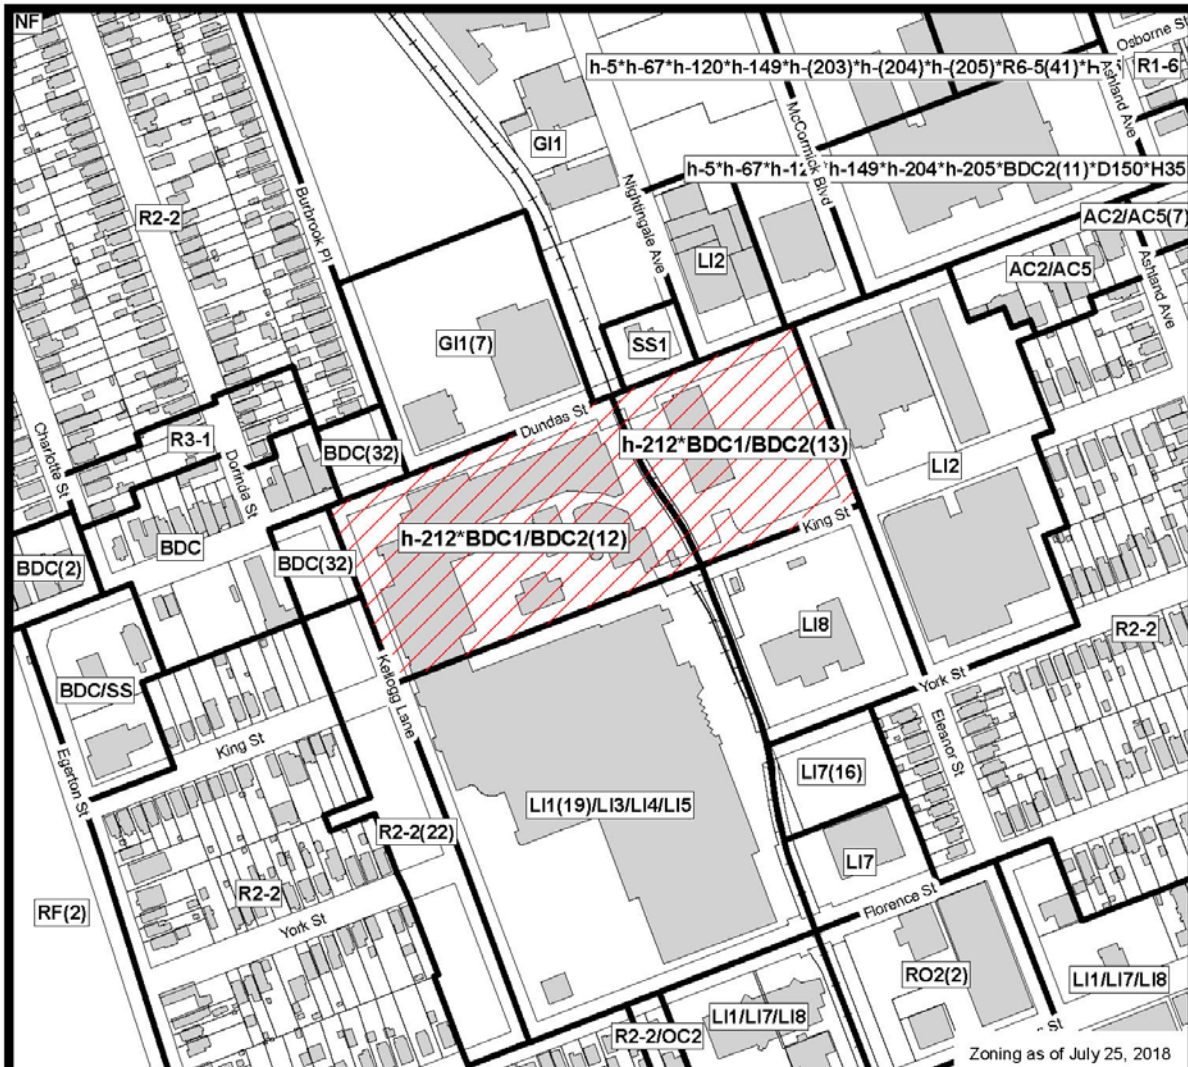 NF
Osborne St
h-5*h-67*h-120*h-149*h-(203)*h-(204)*h-(205)*R6-5(41)*H
R1-6
Ashland Ave
McCormick Blvd
GI1
h-5*h-67*h-12 *h-149*h-204*h-205*BDC2(11)*D150*H35
R2-2
Burbrook Pl
Nightingale Ave
AC2/AC5(7)
LI2
AC2/AC5
Ashland Ave
GI1(7)
SS1
Dundas St
Charlotte St
R3-1
Dorinda St
BDC(32)
h-212*BDC1/BDC2(13)
LI2
King St
h-212*BDC1/BDC2(12)
BDC
BDC(2)
BDC(32)
LI8
R2-2
BDC/SS
Kellogg Lane
York St
King St
Eleanor St
Egerton St
LI7(16)
LI1(19)/LI3/LI4/LI5
R2-2(22)
LI7
R2-2
Florence St
RF(2)
York St
RO2(2)
LI1/LI7/LI8
LI1/LI7/LI8
R2-2/OC2
St
Zoning as of July 25, 2018